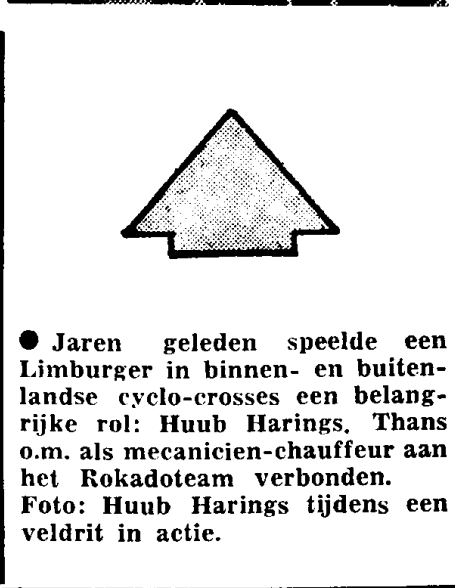 ● Jaren geleden speelde een
Limburger in binnen- en buiten-
landse cyclo-crosses een belang-
rijke rol: Huub Harings. Thans
o.m. als mecanicien-chauffeur aan
het Rokadoteam verbonden.
Foto: Huub Harings tijdens een
veldrit in actie.